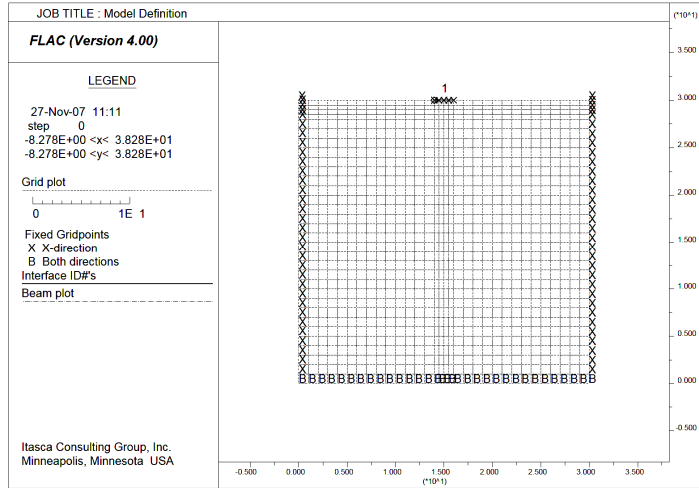 JOB TITLE : Model Definition
FLAC (Version 4.00)
LEGEND
27-Nov-07 11:11
step 0
-8.278E+00 <x< 3.828E+01
-8.278E+00 <y< 3.828E+01
Grid plot
0 1E 1
Fixed Gridpoints
X X-direction
B Both directions
Interface ID#'s
Beam plot
Itasca Consulting Group, Inc.
Minneapolis, Minnesota USA
1
X X X X X
B B B B B B B B B B B B B B B B B B B B B B B B B B B B B B B B
(*10^1)
3.500
3.000
2.500
2.000
1.500
1.000
0.500
0.000
-0.500
-0.500 0.000 0.500 1.000 1.500 2.000 2.500 3.000 3.500
(*10^1)